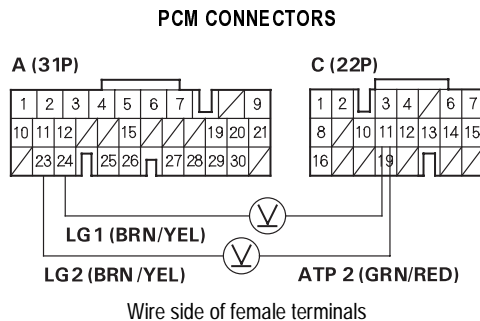 PCM CONNECTORS
A (31P) C (22P)
1 2 3 4 5 6 7 9 1 2 3 4 6 7
10 11 12 15 19 20 21 8 10 11 12 13 14 15
23 24 25 26 27 28 29 30 16 19
LG1 (BRN/YEL)
LG2 (BRN/YEL) ATP 2 (GRN/RED)
Wire side of female terminals